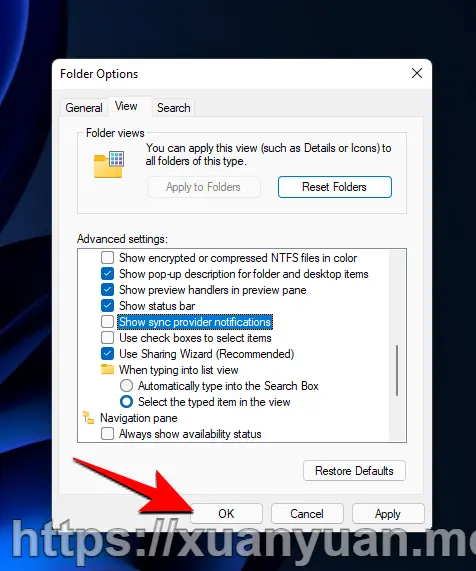 Folder Options
General View Search
Folder views
You can apply this view (such as Details or Icons) to
all folders of this type.
Apply to Folders Reset Folders
Advanced settings:
Show encrypted or compressed NTFS files in color
Show pop-up description for folder and desktop items
Show preview handlers in preview pane
Show status bar
Show sync provider notifications
Use check boxes to select items
Use Sharing Wizard (Recommended)
When typing into list view
Automatically type into the Search Box
Select the typed item in the view
Navigation pane
Always show availability status
Restore Defaults
OK Cancel Apply
https://xuanyuan.me